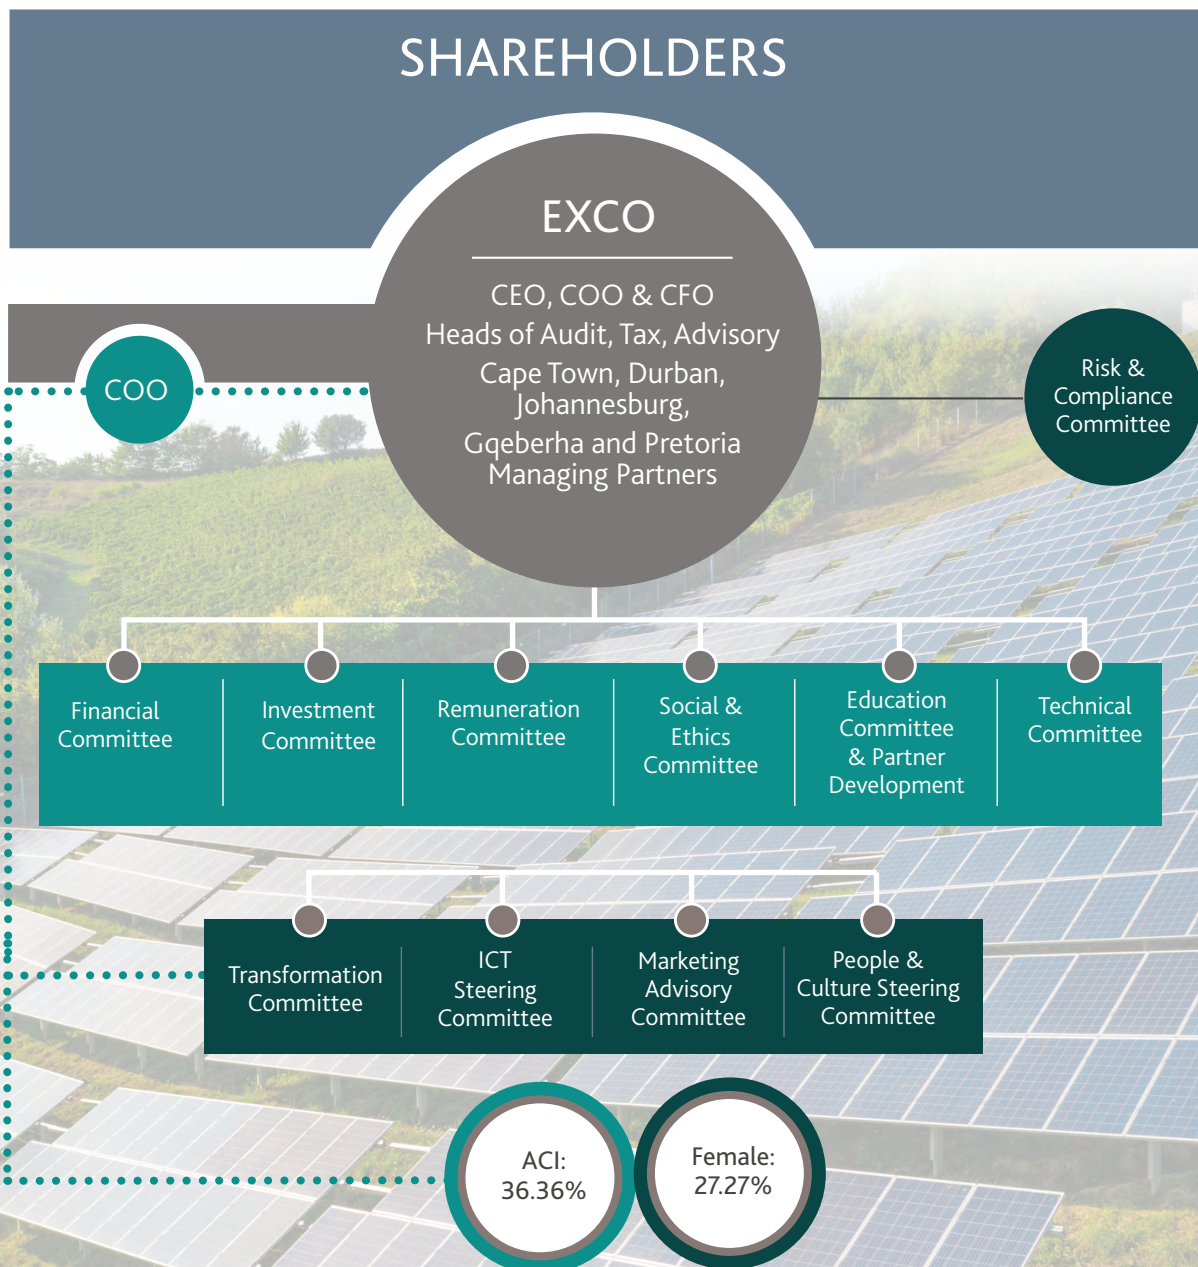 SHAREHOLDERS
EXCO
CEO, COO & CFO
Heads of Audit, Tax, Advisory
Cape Town, Durban,
Johannesburg,
Gqeberha and Pretoria
Managing Partners
COO
Risk &
Compliance
Committee
Financial
Committee
Investment
Committee
Remuneration
Committee
Social &
Ethics
Committee
Education
Committee
& Partner
Development
Technical
Committee
Transformation
Committee
ICT
Steering
Committee
Marketing
Advisory
Committee
People &
Culture Steering
Committee
ACI:
36.36%
Female:
27.27%